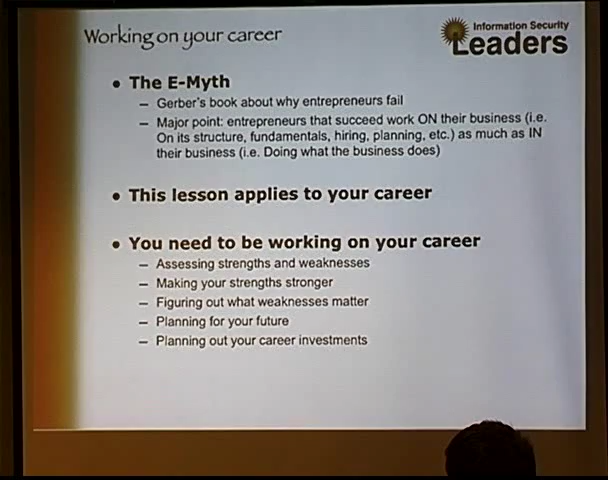 Working on your career
Information Security
Leaders
• The E-Myth
– Gerber's book about why entrepreneurs fail
– Major point: entrepreneurs that succeed work ON their business (i.e.
On its structure, fundamentals, hiring, planning, etc.) as much as IN
their business (i.e. Doing what the business does)
• This lesson applies to your career
• You need to be working on your career
– Assessing strengths and weaknesses
– Making your strengths stronger
– Figuring out what weaknesses matter
– Planning for your future
– Planning out your career investments